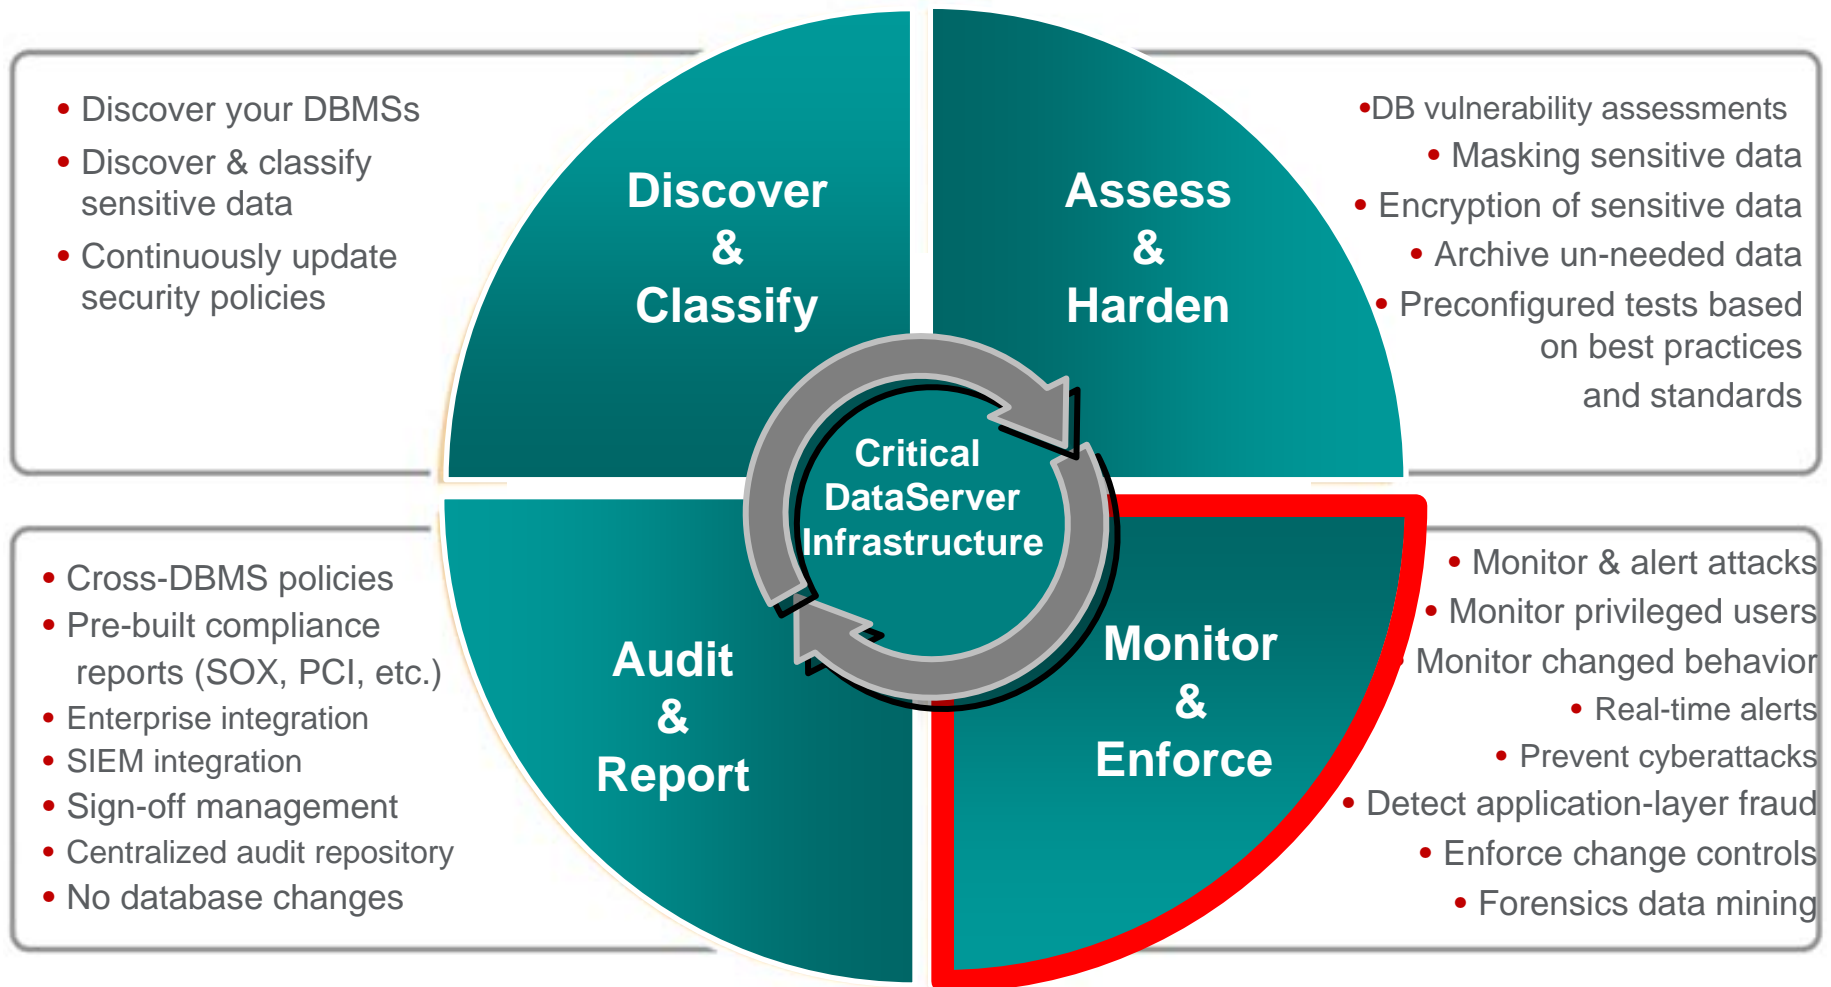 • Discover your DBMSs
• Discover & classify
sensitive data
• Continuously update
security policies
Discover
&
Classify
Assess
&
Harden
•DB vulnerability assessments
• Masking sensitive data
• Encryption of sensitive data
• Archive un-needed data
• Preconfigured tests based
on best practices
and standards
Critical
DataServer
Infrastructure
• Cross-DBMS policies
• Pre-built compliance
reports (SOX, PCI, etc.)
• Enterprise integration
• SIEM integration
• Sign-off management
• Centralized audit repository
• No database changes
Audit
&
Report
Monitor
&
Enforce
• Monitor & alert attacks
• Monitor privileged users
• Monitor changed behavior
• Real-time alerts
• Prevent cyberattacks
• Detect application-layer fraud
• Enforce change controls
• Forensics data mining